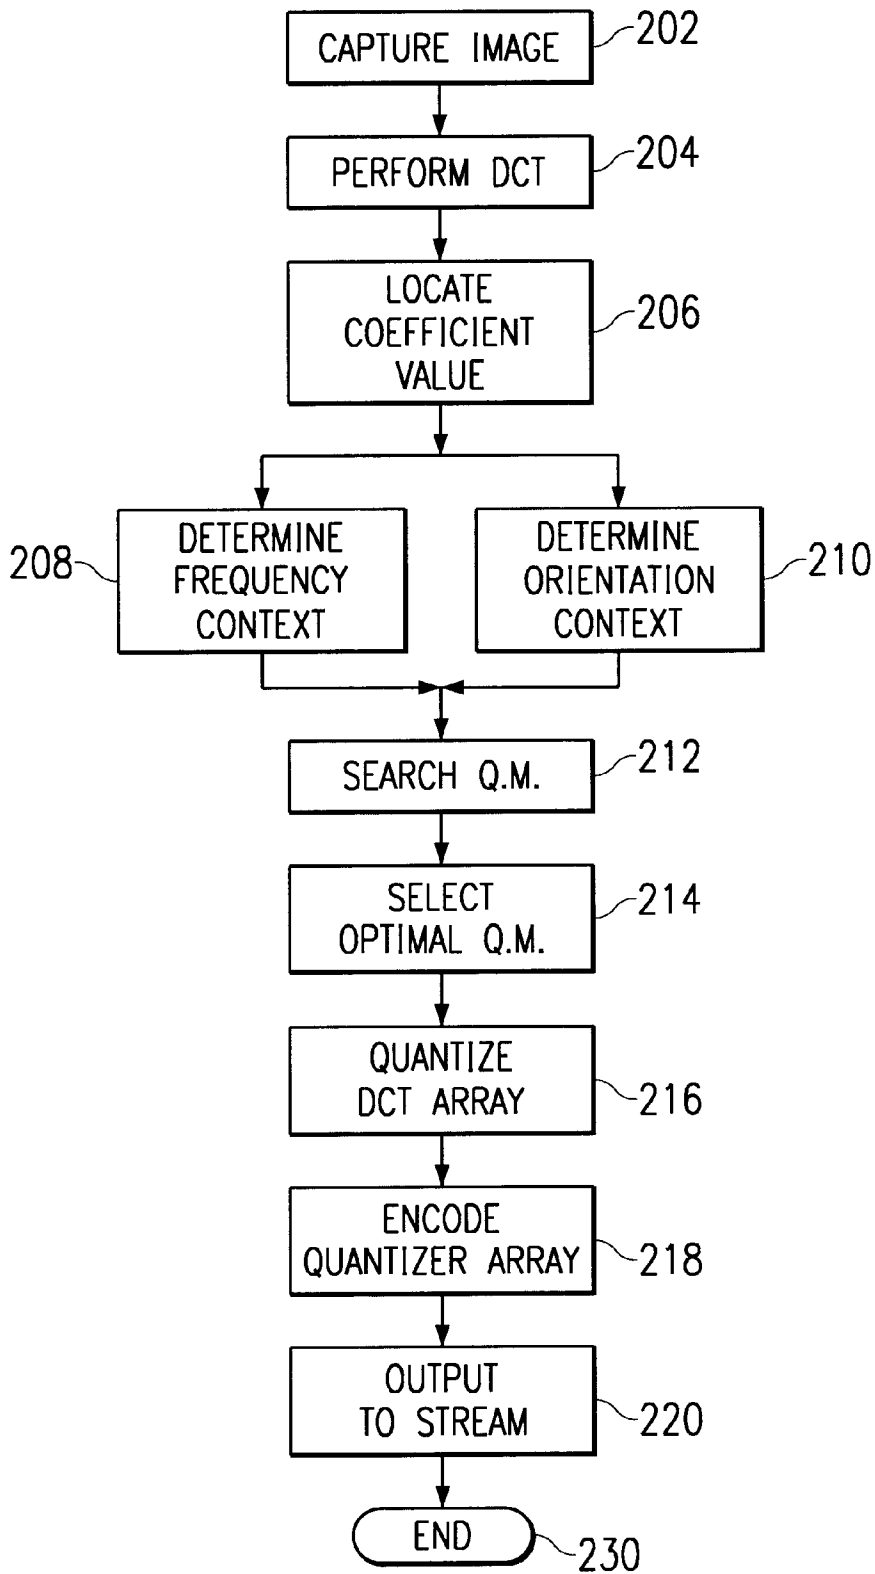 CAPTURE IMAGE
202
PERFORM DCT
204
LOCATE
COEFFICIENT
VALUE
206
208
DETERMINE
FREQUENCY
CONTEXT
DETERMINE
ORIENTATION
CONTEXT
210
SEARCH Q.M.
212
SELECT
OPTIMAL Q.M.
214
QUANTIZE
DCT ARRAY
216
ENCODE
QUANTIZER ARRAY
218
OUTPUT
TO STREAM
220
END
230